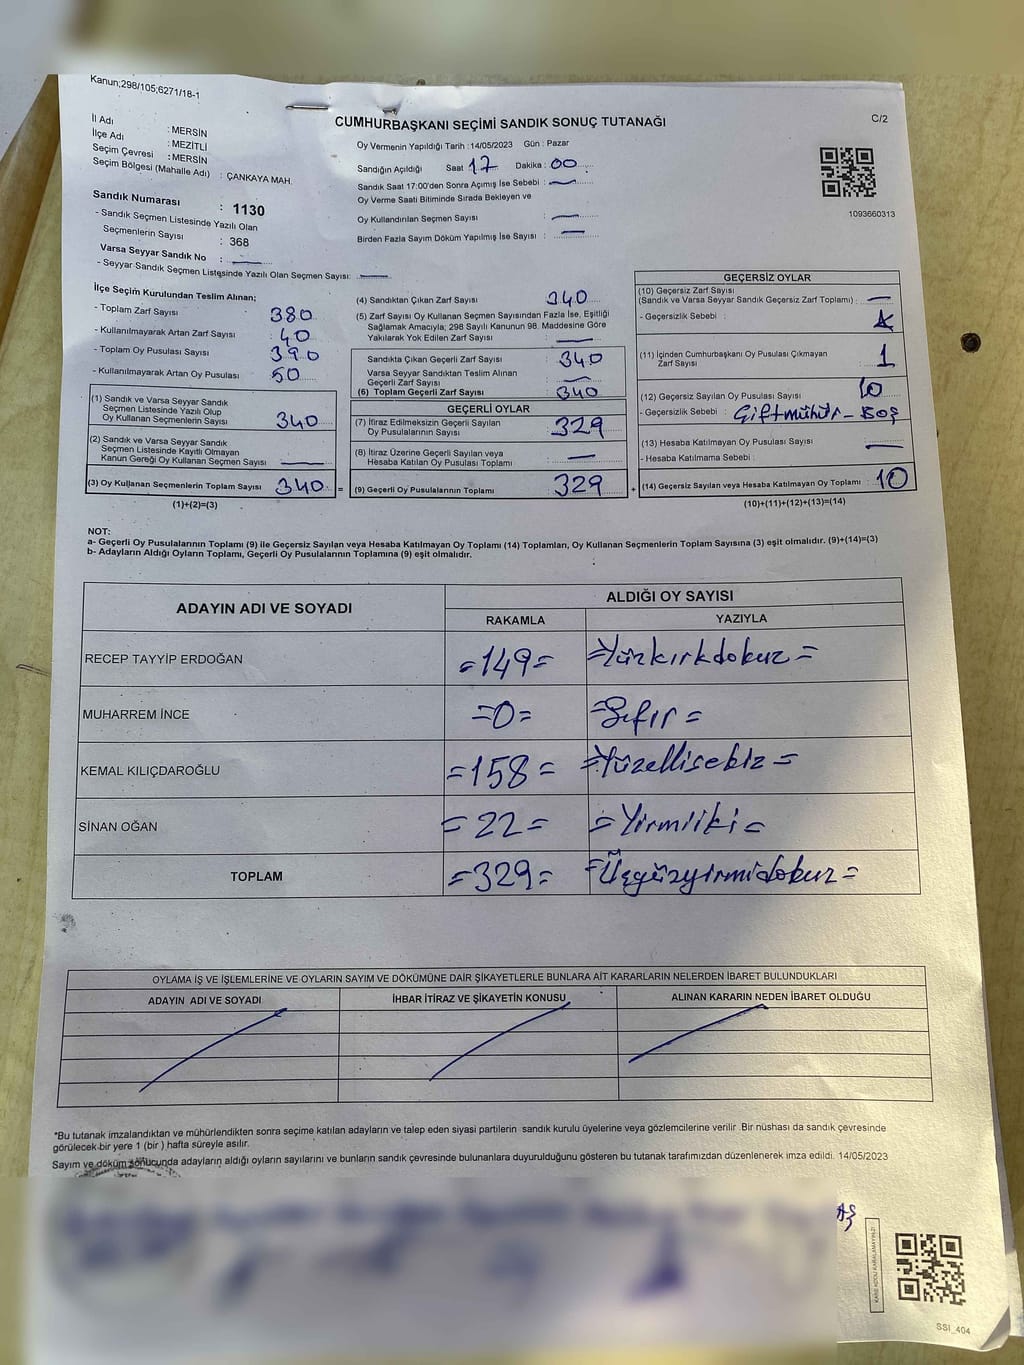 Kanun;298/105;6271/18-1
CUMHURBAŞKANI SEÇİMİ SANDIK SONUÇ TUTANAĞI
C/2
İl Adı : MERSİN
İlçe Adı : MEZİTLİ
Seçim Çevresi : MERSİN
Seçim Bölgesi (Mahalle Adı) : ÇANKAYA MAH.
Sandık Numarası : 1130
- Sandık Seçmen Listesinde Yazılı Olan
Seçmenlerin Sayısı : 368
Varsa Seyyar Sandık No :
- Seyyar Sandık Seçmen Listesinde Yazılı Olan Seçmen Sayısı:
Oy Vermenin Yapıldığı Tarih : 14/05/2023 Gün : Pazar
Sandığın Açıldığı Saat 17 Dakika : 00
Sandık Saat 17:00'den Sonra Açımış İse Sebebi :
Oy Verme Saati Bitiminde Sırada Bekleyen ve
Oy Kullandırılan Seçmen Sayısı
Birden Fazla Sayım Döküm Yapılmış İse Sayısı :
1093660313
İlçe Seçim Kurulundan Teslim Alınan;
- Toplam Zarf Sayısı 380
- Kullanılmayarak Artan Zarf Sayısı 40
- Toplam Oy Pusulası Sayısı 390
- Kullanılmayarak Artan Oy Pusulası 50
(1) Sandık ve Varsa Seyyar Sandık
Seçmen Listesinde Yazılı Olup
Oy Kullanan Seçmenlerin Sayısı 340
(2) Sandık ve Varsa Seyyar Sandık
Seçmen Listesinde Kayıtlı Olmayan
Kanun Gereği Oy Kullanan Seçmen Sayısı
(3) Oy Kullanan Seçmenlerin Toplam Sayısı 340 =
(1)+(2)=(3)
(4) Sandıktan Çıkan Zarf Sayısı 340
(5) Zarf Sayısı Oy Kullanan Seçmen Sayısından Fazla İse, Eşitliği
Sağlamak Amacıyla; 298 Sayılı Kanunun 98. Maddesine Göre
Yakılarak Yok Edilen Zarf Sayısı
Sandıkta Çıkan Geçerli Zarf Sayısı 340
Varsa Seyyar Sandıktan Teslim Alınan
Geçerli Zarf Sayısı
(6) Toplam Geçerli Zarf Sayısı 340
GEÇERLİ OYLAR
(7) İtiraz Edilmeksizin Geçerli Sayılan
Oy Pusulalarının Sayısı 329
(8) İtiraz Üzerine Geçerli Sayılan veya
Hesaba Katılan Oy Pusulası Toplamı
(9) Geçerli Oy Pusulalarının Toplamı 329 +
GEÇERSİZ OYLAR
(10) Geçersiz Zarf Sayısı
(Sandık ve Varsa Seyyar Sandık Geçersiz Zarf Toplamı) :
- Geçersizlik Sebebi :
(11) İçinden Cumhurbaşkanı Oy Pusulası Çıkmayan
Zarf Sayısı 1
(12) Geçersiz Sayılan Oy Pusulası Sayısı 10
- Geçersizlik Sebebi : Çiftmühür - Boş
(13) Hesaba Katılmayan Oy Pusulası Sayısı
- Hesaba Katılmama Sebebi :
(14) Geçersiz Sayılan veya Hesaba Katılmayan Oy Toplamı : 10
(10)+(11)+(12)+(13)=(14)
NOT:
a- Geçerli Oy Pusulalarının Toplamı (9) ile Geçersiz Sayılan veya Hesaba Katılmayan Oy Toplamı (14) Toplamları, Oy Kullanan Seçmenlerin Toplam Sayısına (3) eşit olmalıdır. (9)+(14)=(3)
b- Adayların Aldığı Oyların Toplamı, Geçerli Oy Pusulalarının Toplamına (9) eşit olmalıdır.
ADAYIN ADI VE SOYADI
ALDIĞI OY SAYISI
RAKAMLA YAZIYLA
RECEP TAYYİP ERDOĞAN =149= =Yüzkırkdokuz=
MUHARREM İNCE =0= =Sıfır=
KEMAL KILIÇDAROĞLU =158= =Yüzellisekiz=
SİNAN OĞAN =22= =Yirmiiki=
TOPLAM =329= =Üçyüzyirmidokuz=
OYLAMA İŞ VE İŞLEMLERİNE VE OYLARIN SAYIM VE DÖKÜMÜNE DAİR ŞİKAYETLERLE BUNLARA AİT KARARLARIN NELERDEN İBARET BULUNDUKLARI
ADAYIN ADI VE SOYADI İHBAR İTİRAZ VE ŞİKAYETİN KONUSU ALINAN KARARIN NEDEN İBARET OLDUĞU
*Bu tutanak imzalandıktan ve mühürlendikten sonra seçime katılan adayların ve talep eden siyasi partilerin sandık kurulu üyelerine veya gözlemcilerine verilir. Bir nüshası da sandık çevresinde
görülecek bir yere 1 (bir ) hafta süreyle asılır.
Sayım ve döküm sonucunda adayların aldığı oyların sayılarını ve bunların sandık çevresinde bulunanlara duyurulduğunu gösteren bu tutanak tarafımızdan düzenlenerek imza edildi. 14/05/2023
SSI_404